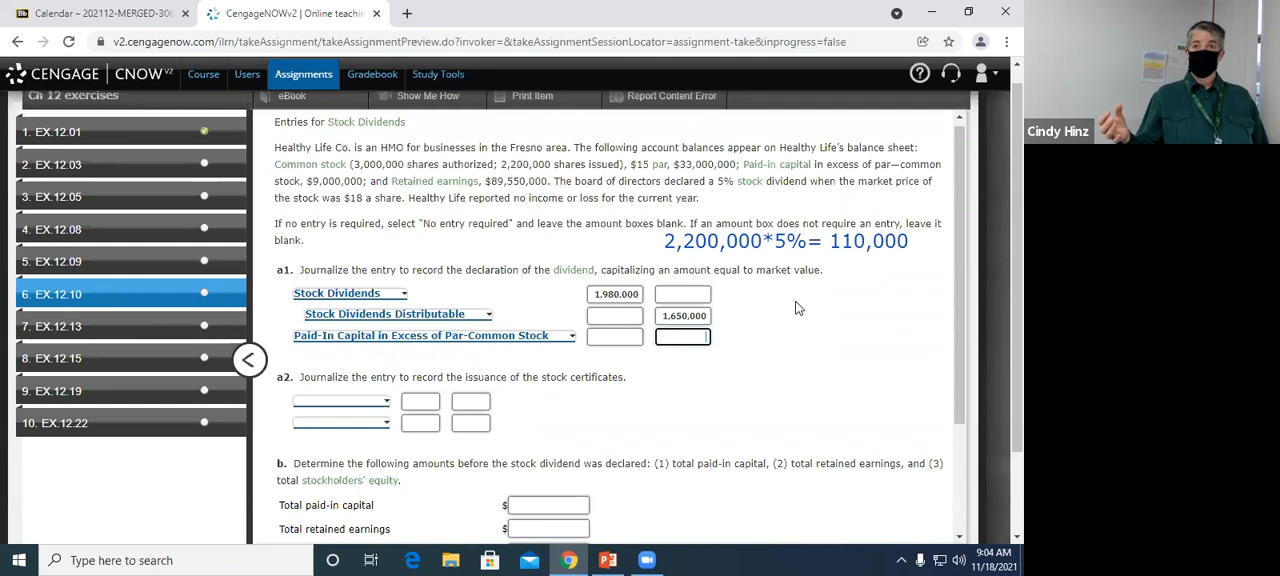 Calendar – 202112-MERGED-306
CengageNOWv2 | Online teachin
v2.cengagenow.com/ilrn/takeAssignment/takeAssignmentPreview.do?invoker=&takeAssignmentSessionLocator=assignment-take&inprogress=false
CENGAGE | CNOWv2 Course Users Assignments Gradebook Study Tools
Ch 12 exercises
eBook Show Me How Print Item Report Content Error
1. EX.12.01
2. EX.12.03
3. EX.12.05
4. EX.12.08
5. EX.12.09
6. EX.12.10
7. EX.12.13
8. EX.12.15
9. EX.12.19
10. EX.12.22
Entries for Stock Dividends
Healthy Life Co. is an HMO for businesses in the Fresno area. The following account balances appear on Healthy Life's balance sheet:
Common stock (3,000,000 shares authorized; 2,200,000 shares issued), $15 par, $33,000,000; Paid-in capital in excess of par—common
stock, $9,000,000; and Retained earnings, $89,550,000. The board of directors declared a 5% stock dividend when the market price of
the stock was $18 a share. Healthy Life reported no income or loss for the current year.
If no entry is required, select "No entry required" and leave the amount boxes blank. If an amount box does not require an entry, leave it
blank.
2,200,000*5%= 110,000
a1. Journalize the entry to record the declaration of the dividend, capitalizing an amount equal to market value.
Stock Dividends 1,980,000
Stock Dividends Distributable 1,650,000
Paid-In Capital in Excess of Par-Common Stock
a2. Journalize the entry to record the issuance of the stock certificates.
b. Determine the following amounts before the stock dividend was declared: (1) total paid-in capital, (2) total retained earnings, and (3)
total stockholders' equity.
Total paid-in capital $
Total retained earnings $
Cindy Hinz
Type here to search
9:04 AM
11/18/2021